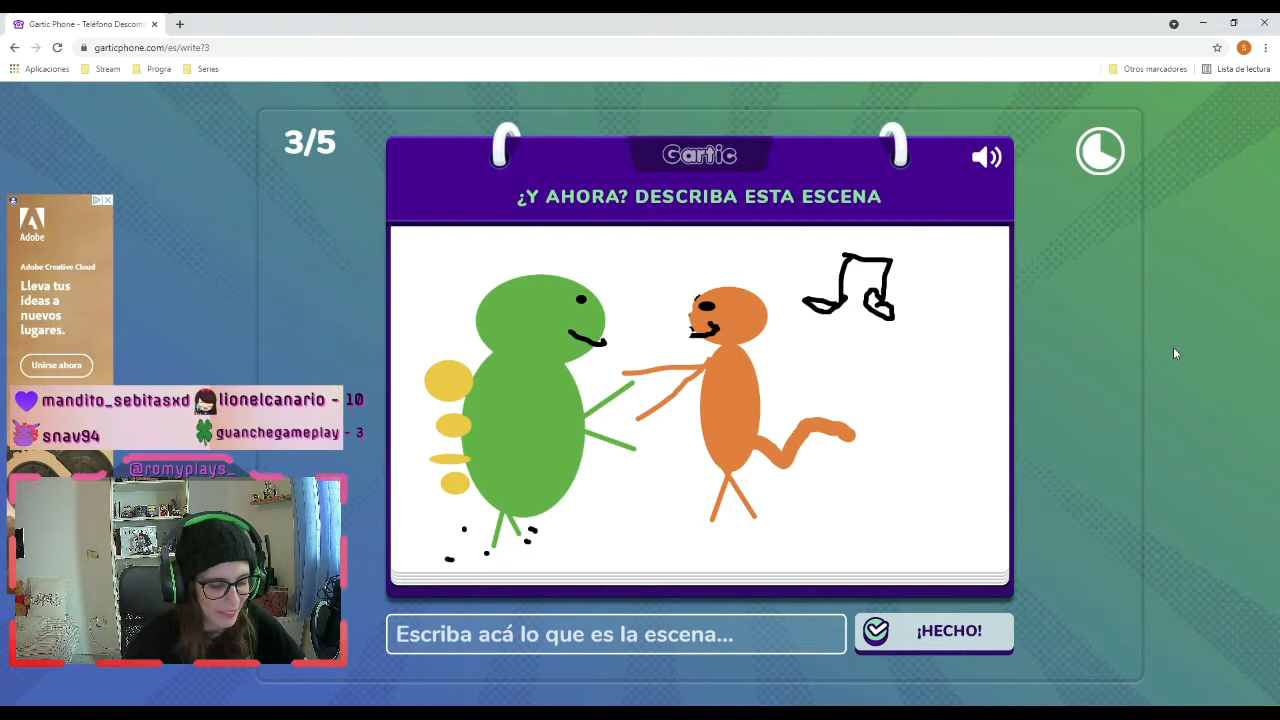 Gartic Phone - Teléfono Descom
garticphone.com/es/write?3
S
Aplicaciones
Stream
Progra
Series
Otros marcadores
Lista de lectura
3/5
Gartic
¿Y AHORA? DESCRIBA ESTA ESCENA
Adobe
Adobe Creative Cloud
Lleva tus
ideas a
nuevos
lugares.
Unirse ahora
mandito_sebitasxd
lionelcanario - 10
snav94
guanchegameplay - 3
@romyplays_
Escriba acá lo que es la escena...
¡HECHO!